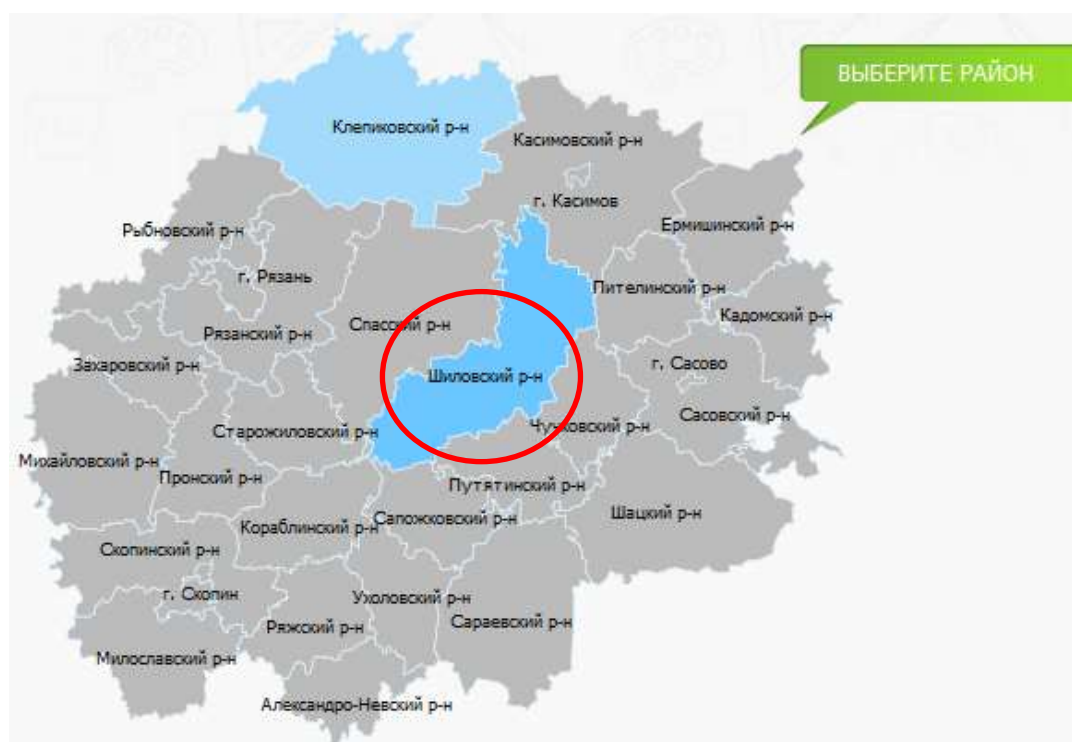 ВЫБЕРИТЕ РАЙОН
Клепиковский р-н
Касимовский р-н
г. Касимов
Ермишинский р-н
Рыбновский р-н
г. Рязань
Пителинский р-н
Кадомский р-н
Спасский р-н
Рязанский р-н
Захаровский р-н
г. Сасово
Шиловский р-н
Сасовский р-н
Чучковский р-н
Старожиловский р-н
Михайловский р-н
Пронский р-н
Путятинский р-н
Шацкий р-н
Сапожковский р-н
Кораблинский р-н
Скопинский р-н
г. Скопин
Ухоловский р-н
Сараевский р-н
Ряжский р-н
Милославский р-н
Александро-Невский р-н